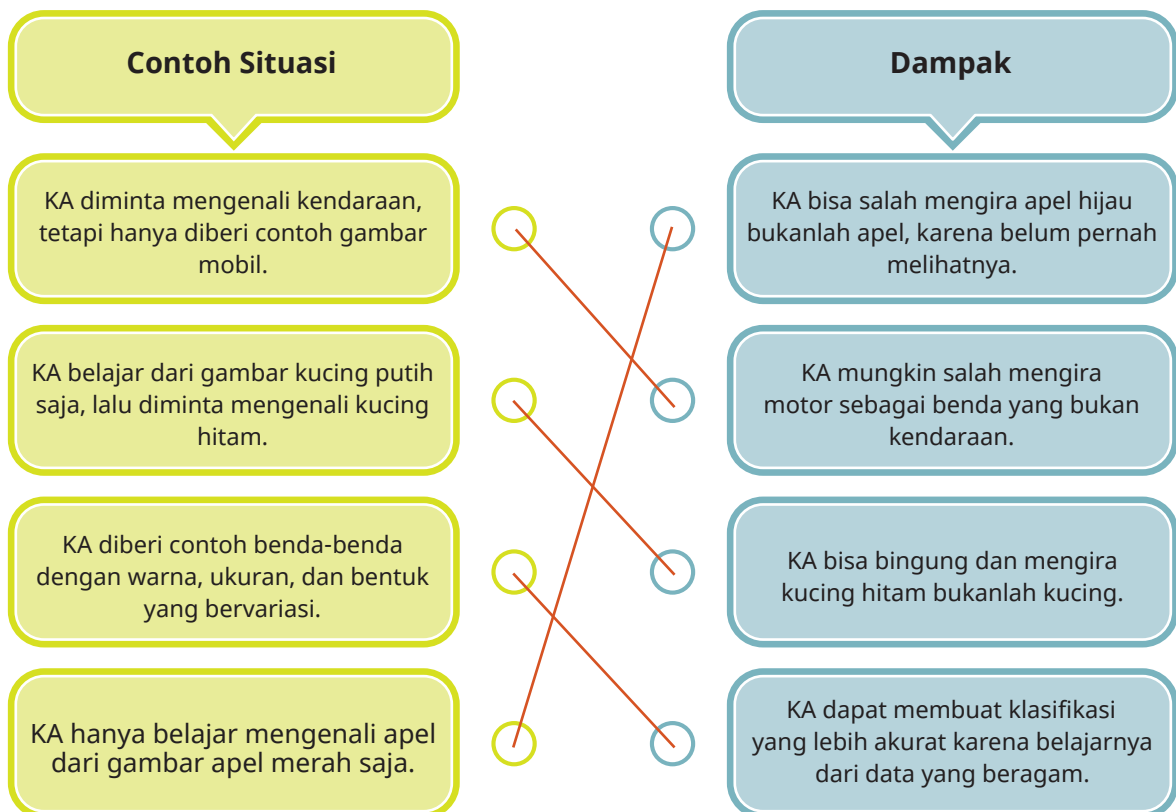 Contoh Situasi
KA diminta mengenali kendaraan,
tetapi hanya diberi contoh gambar
mobil.
KA belajar dari gambar kucing putih
saja, lalu diminta mengenali kucing
hitam.
KA diberi contoh benda-benda
dengan warna, ukuran, dan bentuk
yang bervariasi.
KA hanya belajar mengenali apel
dari gambar apel merah saja.
Dampak
KA bisa salah mengira apel hijau
bukanlah apel, karena belum pernah
melihatnya.
KA mungkin salah mengira
motor sebagai benda yang bukan
kendaraan.
KA bisa bingung dan mengira
kucing hitam bukanlah kucing.
KA dapat membuat klasifikasi
yang lebih akurat karena belajarnya
dari data yang beragam.